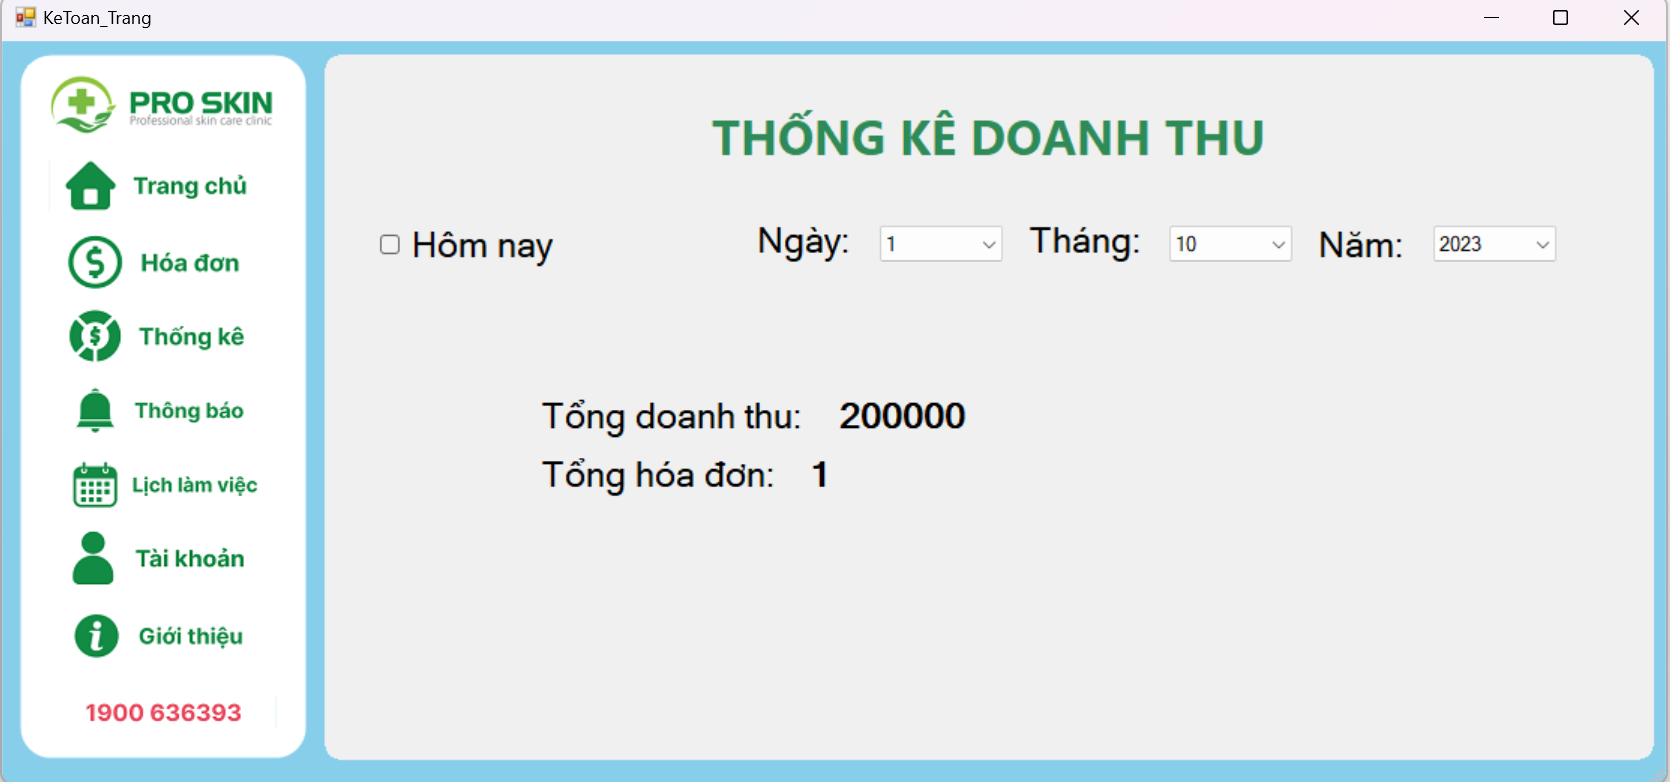 KeToan_Trang
PRO SKIN
Professional skin care clinic
Trang chủ
Hóa đơn
Thống kê
Thông báo
Lịch làm việc
Tài khoản
Giới thiệu
1900 636393
THỐNG KÊ DOANH THU
Hôm nay Ngày: 1 Tháng: 10 Năm: 2023
Tổng doanh thu: 200000
Tổng hóa đơn: 1